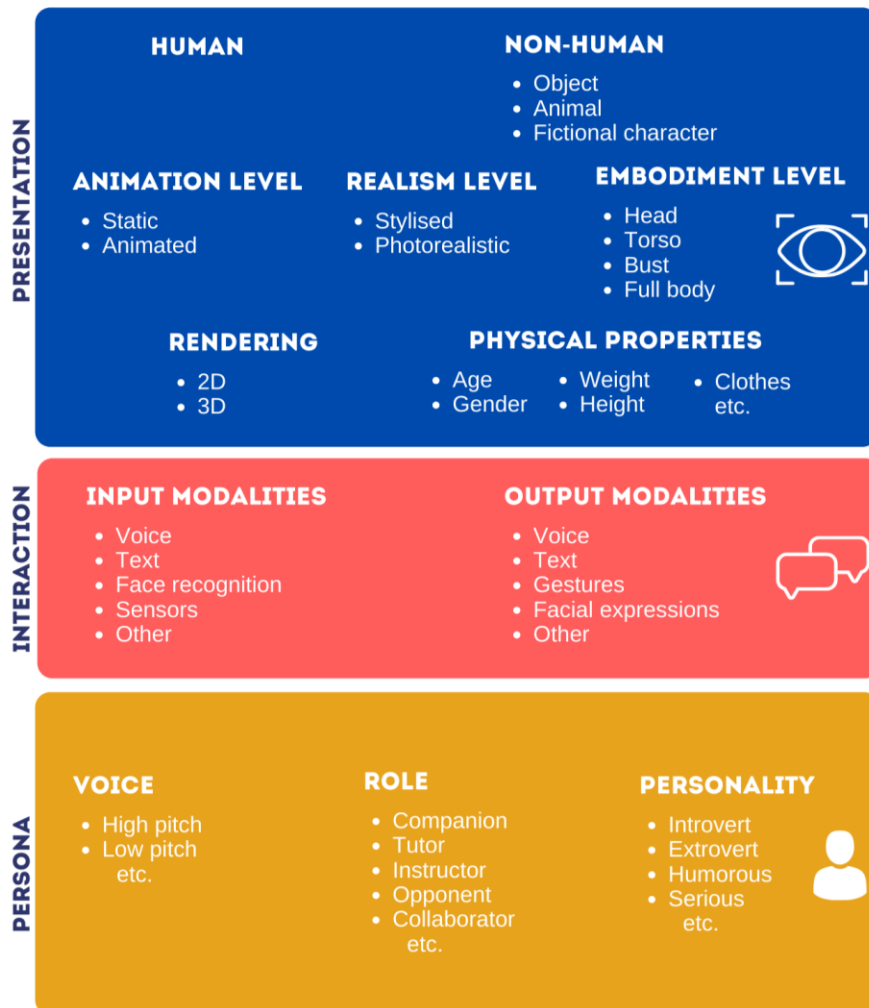 PRESENTATION
HUMAN
NON-HUMAN
• Object
• Animal
• Fictional character
ANIMATION LEVEL
• Static
• Animated
REALISM LEVEL
• Stylised
• Photorealistic
EMBODIMENT LEVEL
• Head
• Torso
• Bust
• Full body
RENDERING
• 2D
• 3D
PHYSICAL PROPERTIES
• Age
• Gender
• Weight
• Height
• Clothes
etc.
INTERACTION
INPUT MODALITIES
• Voice
• Text
• Face recognition
• Sensors
• Other
OUTPUT MODALITIES
• Voice
• Text
• Gestures
• Facial expressions
• Other
PERSONA
VOICE
• High pitch
• Low pitch
etc.
ROLE
• Companion
• Tutor
• Instructor
• Opponent
• Collaborator
etc.
PERSONALITY
• Introvert
• Extrovert
• Humorous
• Serious
etc.